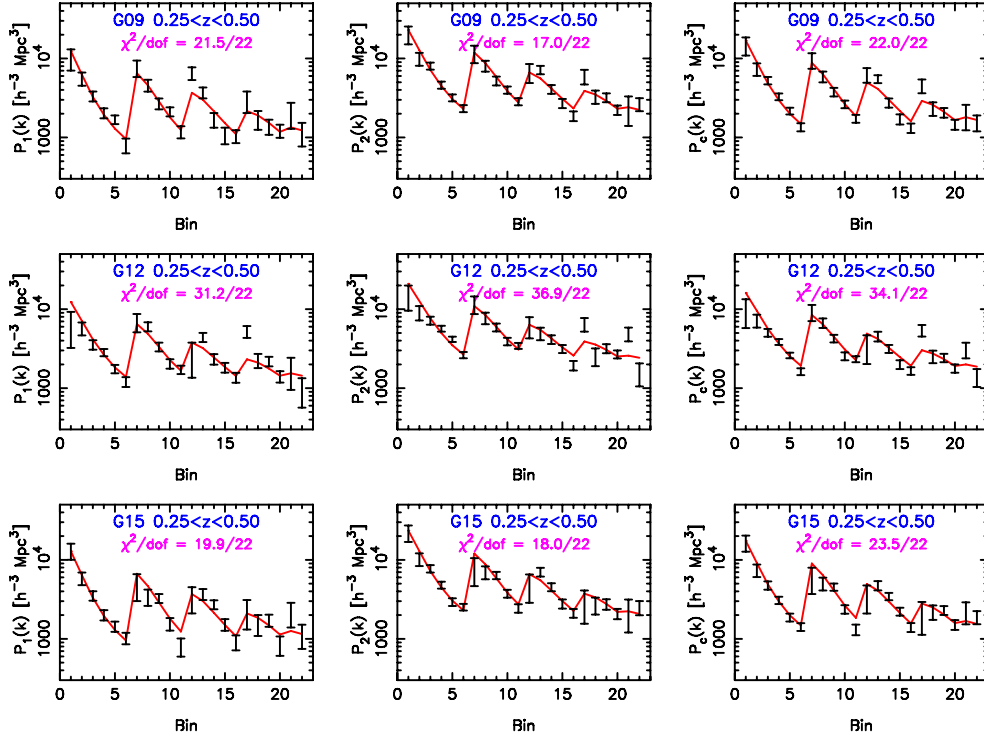 G09 0.25<z<0.50
χ²/dof = 21.5/22
P₁(k) [h⁻³ Mpc³]
10⁴
1000
0 5 10 15 20
Bin
G09 0.25<z<0.50
χ²/dof = 17.0/22
P₂(k) [h⁻³ Mpc³]
10⁴
1000
0 5 10 15 20
Bin
G09 0.25<z<0.50
χ²/dof = 22.0/22
P_c(k) [h⁻³ Mpc³]
10⁴
1000
0 5 10 15 20
Bin
G12 0.25<z<0.50
χ²/dof = 31.2/22
P₁(k) [h⁻³ Mpc³]
10⁴
1000
0 5 10 15 20
Bin
G12 0.25<z<0.50
χ²/dof = 36.9/22
P₂(k) [h⁻³ Mpc³]
10⁴
1000
0 5 10 15 20
Bin
G12 0.25<z<0.50
χ²/dof = 34.1/22
P_c(k) [h⁻³ Mpc³]
10⁴
1000
0 5 10 15 20
Bin
G15 0.25<z<0.50
χ²/dof = 19.9/22
P₁(k) [h⁻³ Mpc³]
10⁴
1000
0 5 10 15 20
Bin
G15 0.25<z<0.50
χ²/dof = 18.0/22
P₂(k) [h⁻³ Mpc³]
10⁴
1000
0 5 10 15 20
Bin
G15 0.25<z<0.50
χ²/dof = 23.5/22
P_c(k) [h⁻³ Mpc³]
10⁴
1000
0 5 10 15 20
Bin